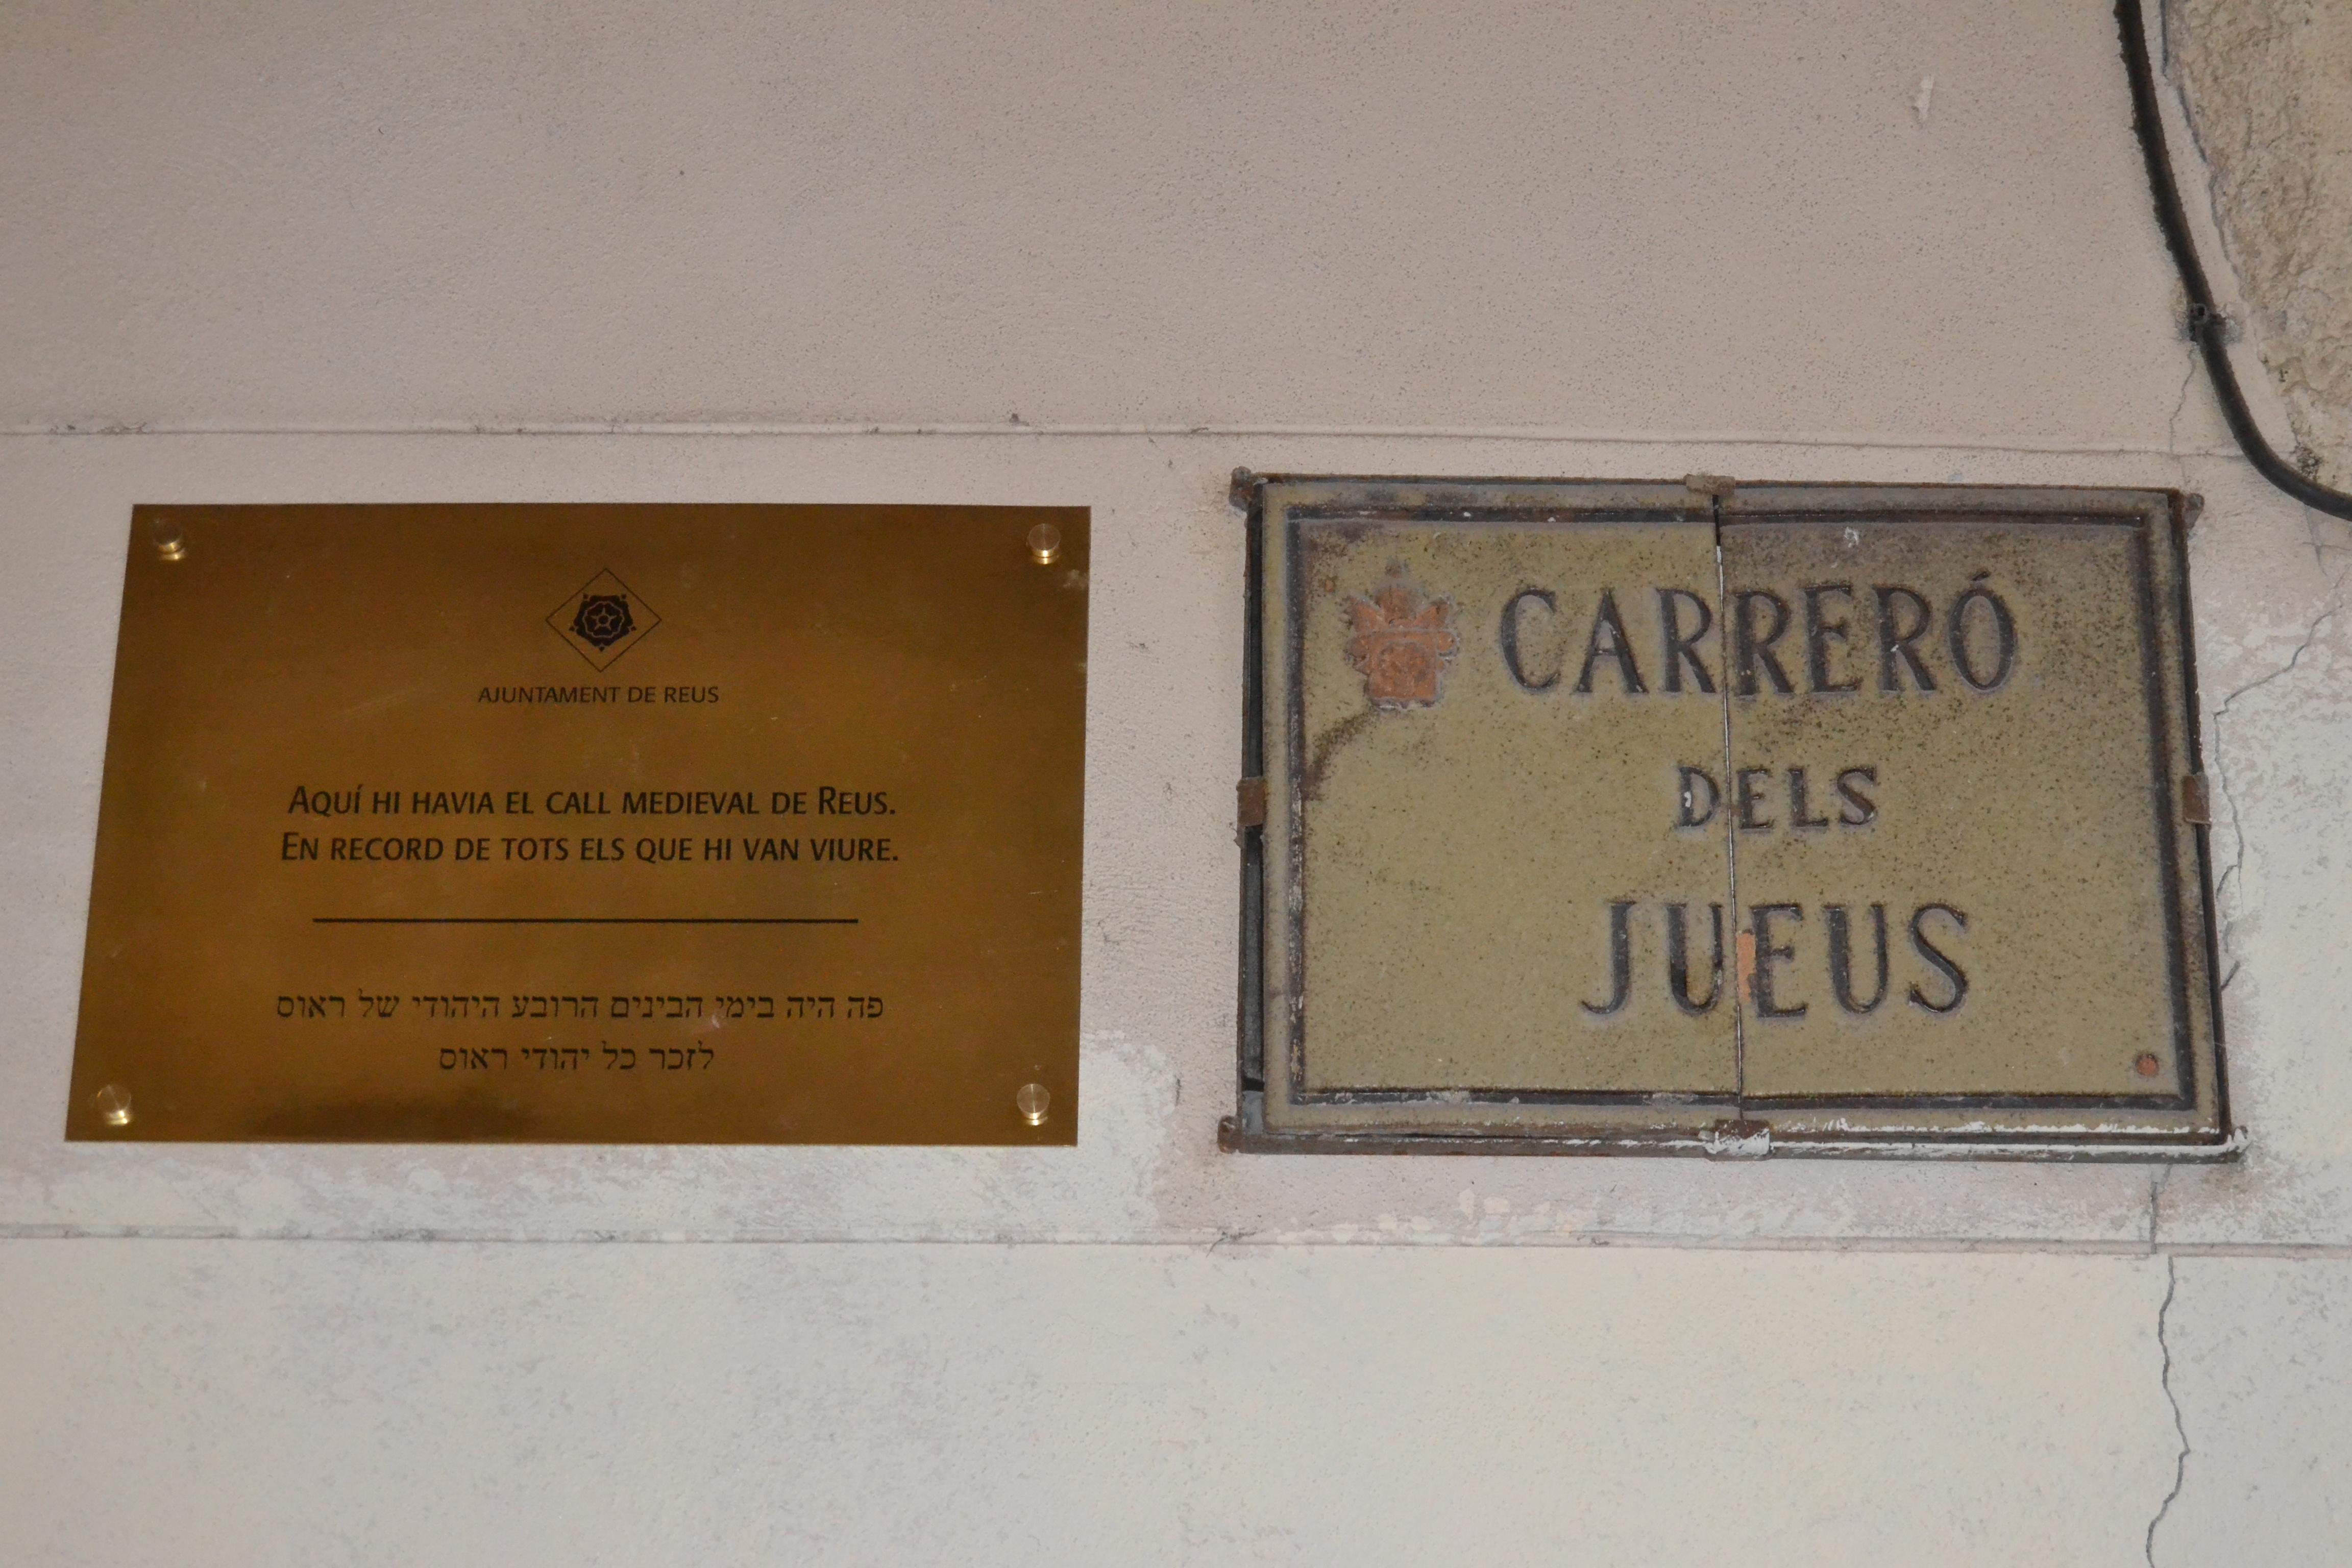 AJUNTAMENT DE REUS
AQUÍ HI HAVIA EL CALL MEDIEVAL DE REUS.
EN RECORD DE TOTS ELS QUE HI VAN VIURE.
פה היה בימי הבינים הרובע היהודי של ראוס
לזכר כל יהודי ראוס
CARRERÓ
DELS
JUEUS